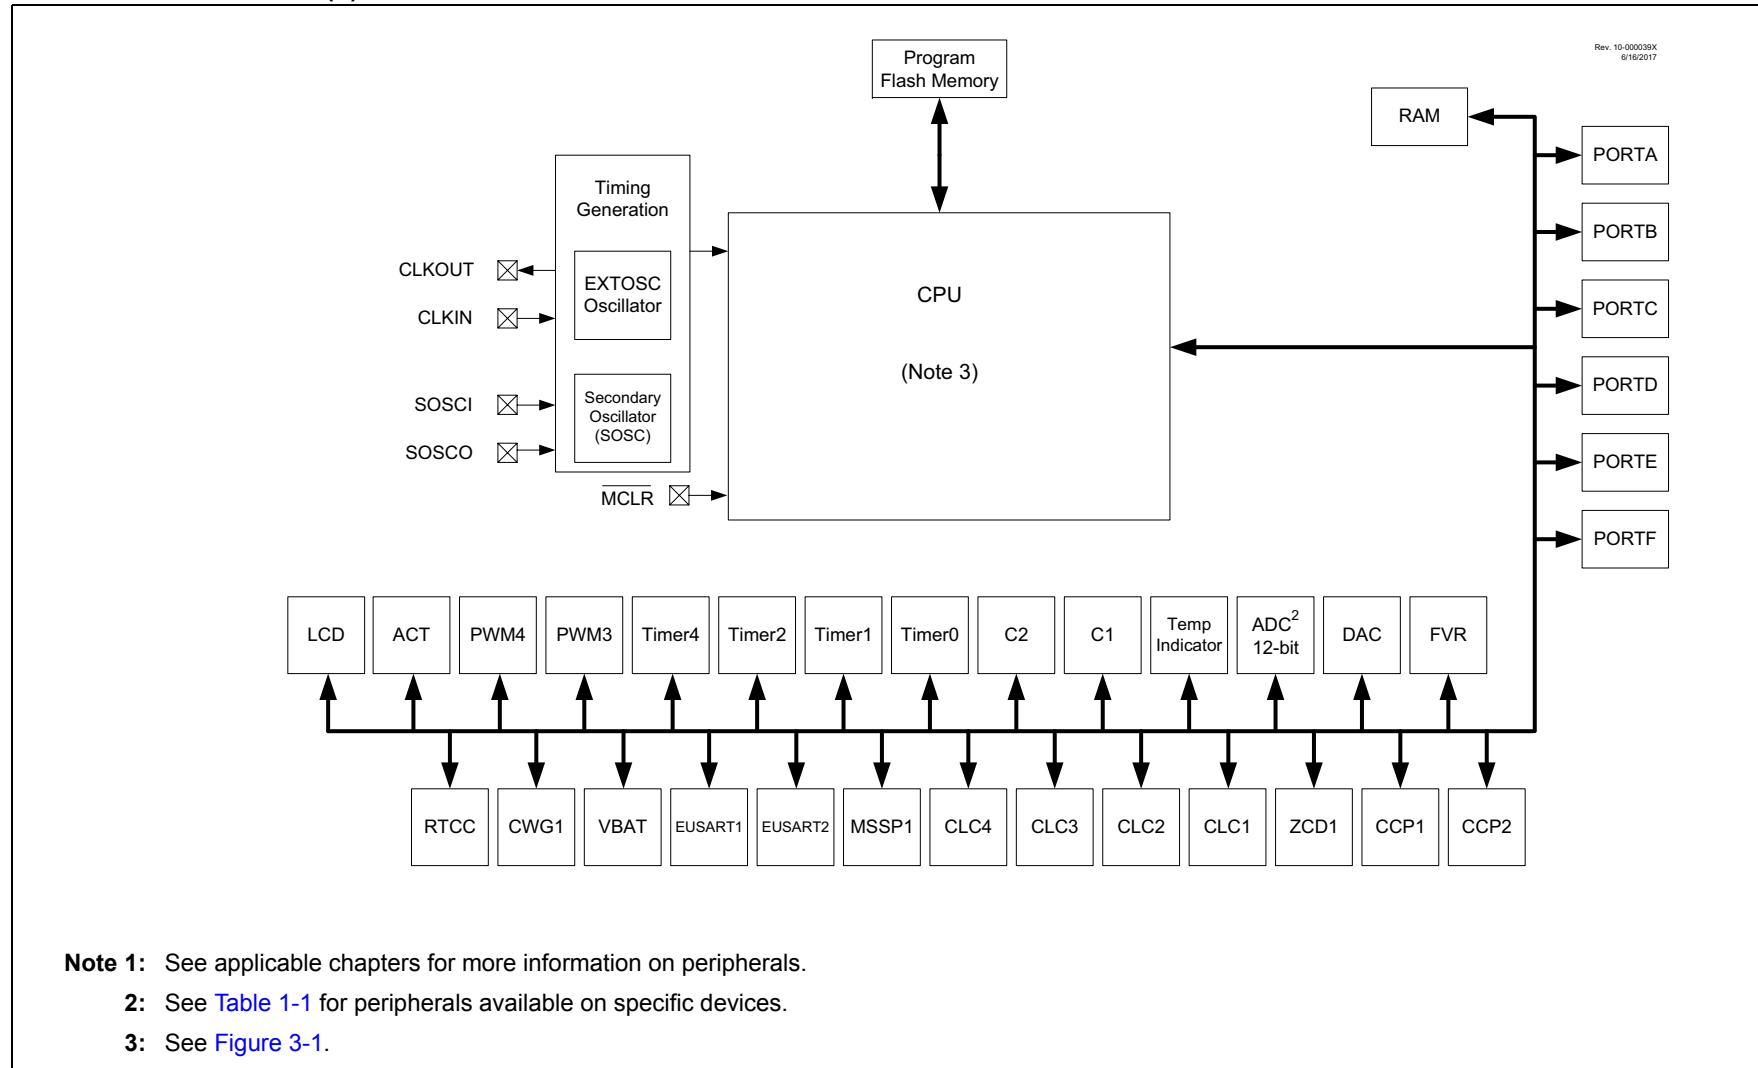 Rev. 10-000039X
6/16/2017
Program
Flash Memory
RAM
PORTA
PORTB
PORTC
PORTD
PORTE
PORTF
Timing
Generation
EXTOSC
Oscillator
Secondary
Oscillator
(SOSC)
CLKOUT
CLKIN
SOSCI
SOSCO
MCLR
CPU
(Note 3)
LCD
ACT
PWM4
PWM3
Timer4
Timer2
Timer1
Timer0
C2
C1
Temp
Indicator
ADC2
12-bit
DAC
FVR
RTCC
CWG1
VBAT
EUSART1
EUSART2
MSSP1
CLC4
CLC3
CLC2
CLC1
ZCD1
CCP1
CCP2
Note 1: See applicable chapters for more information on peripherals.
2: See Table 1-1 for peripherals available on specific devices.
3: See Figure 3-1.